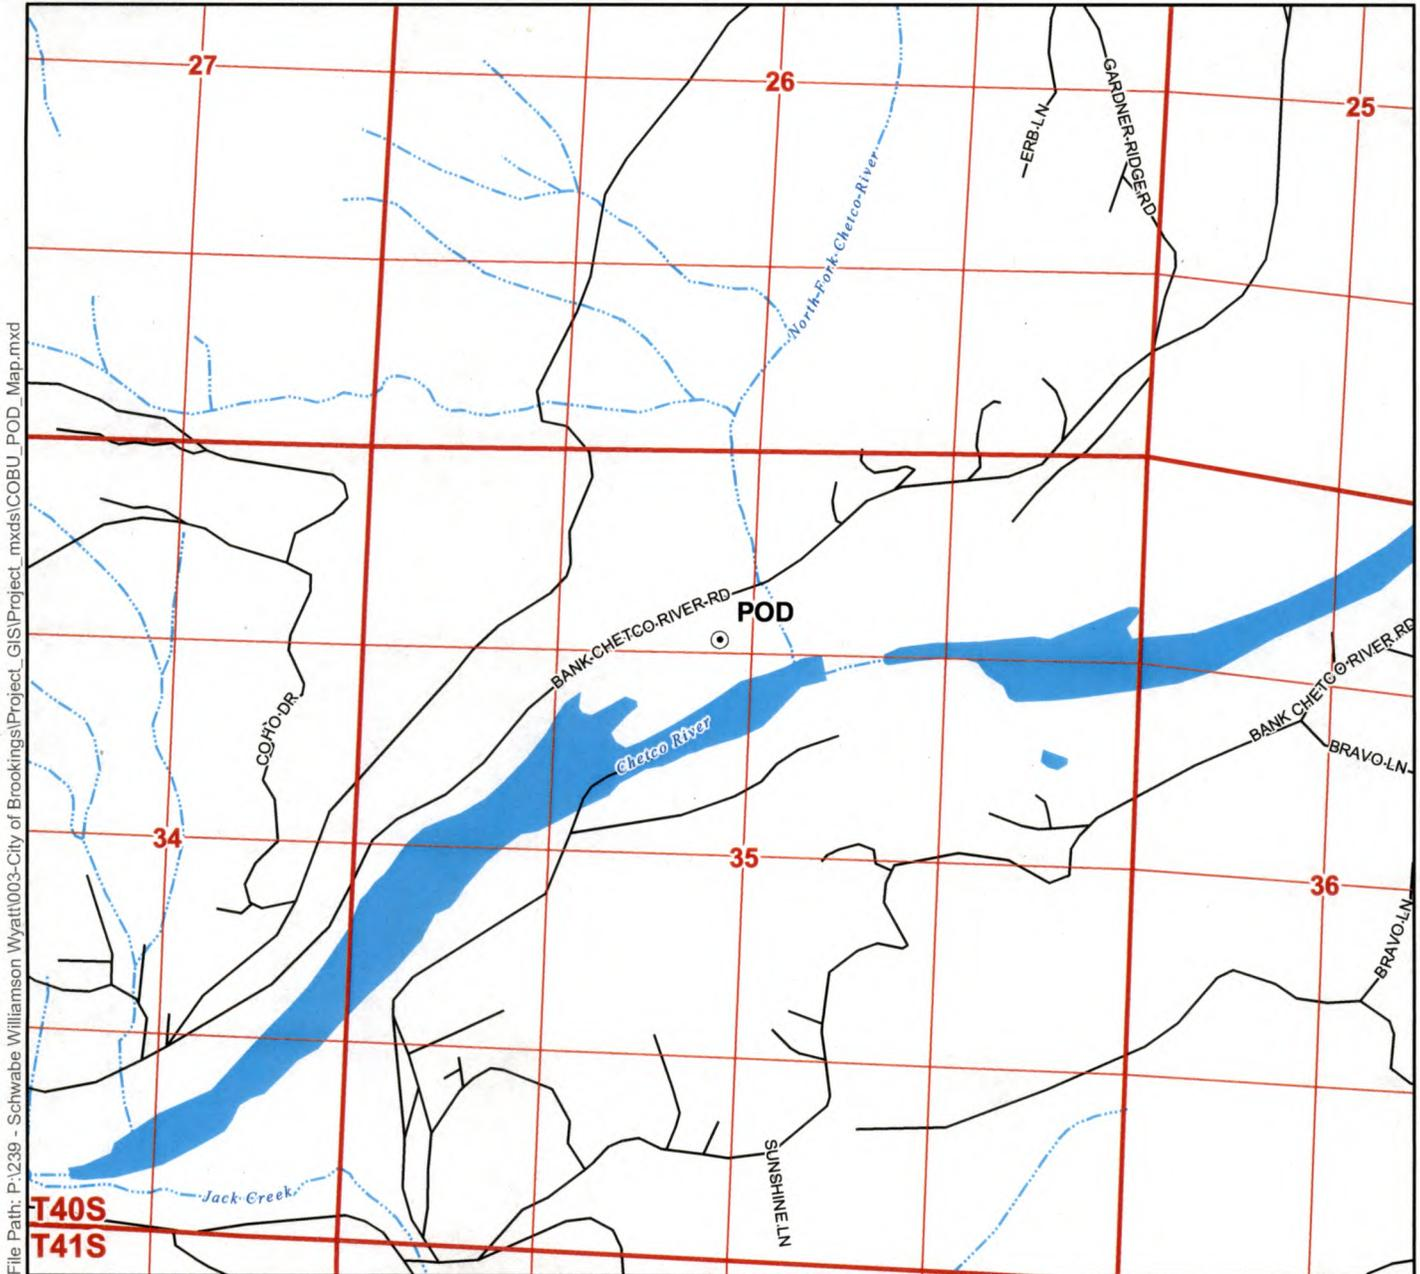 27
26
25
ERB-LN
GARDNER-RIDGE-RD
North-Fork-Chetco-River
BANK-CHETCO-RIVER-RD
POD
COHO-DR
Chetco River
BANK CHETCO-RIVER.RD
BRAVO-LN
34
35
36
BRAVO-LN
SUNSHINE.LN
Jack Creek
T40S
T41S
File Path: P:\239 - Schwabe Williamson Wyatt\003-City of Brookings\Project_GIS\Project_mxds\COBU_POD_Map.mxd